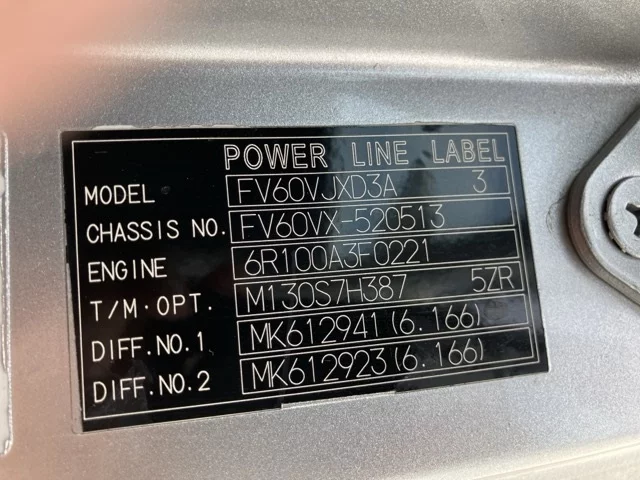 POWER LINE LABEL
MODEL FV60VJXD3A 3
CHASSIS NO. FV60VX-520513
ENGINE 6R100A3F0221
T/M·OPT. M130S7H387 5ZR
DIFF.NO.1 MK612941(6.166)
DIFF.NO.2 MK612923(6.166)